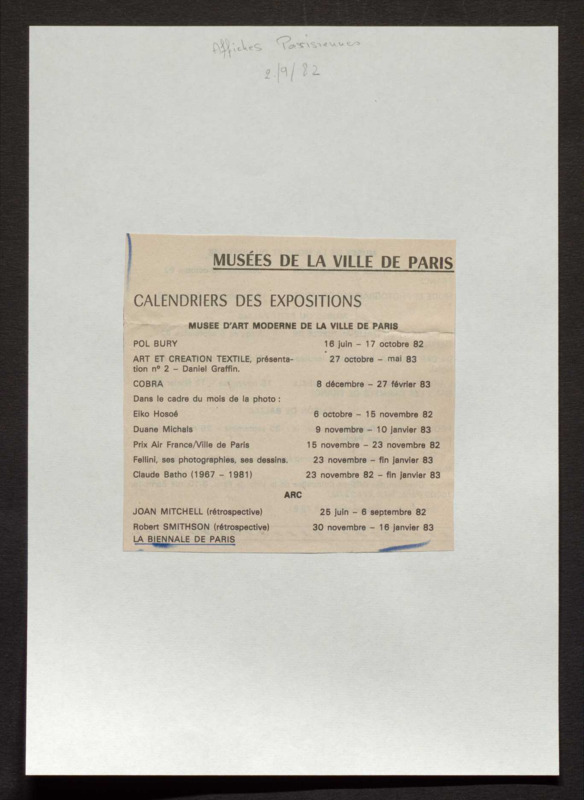 Affiches Parisiennes
2/9/82
MUSÉES DE LA VILLE DE PARIS
CALENDRIERS DES EXPOSITIONS
MUSEE D'ART MODERNE DE LA VILLE DE PARIS
POL BURY 16 juin – 17 octobre 82
ART ET CREATION TEXTILE, présenta- 27 octobre – mai 83
tion nº 2 – Daniel Graffin.
COBRA 8 décembre – 27 février 83
Dans le cadre du mois de la photo :
Eiko Hosoé 6 octobre – 15 novembre 82
Duane Michals 9 novembre – 10 janvier 83
Prix Air France/Ville de Paris 15 novembre – 23 novembre 82
Fellini, ses photographies, ses dessins. 23 novembre – fin janvier 83
Claude Batho (1967 – 1981) 23 novembre 82 – fin janvier 83
ARC
JOAN MITCHELL (rétrospective) 25 juin – 6 septembre 82
Robert SMITHSON (rétrospective) 30 novembre – 16 janvier 83
LA BIENNALE DE PARIS